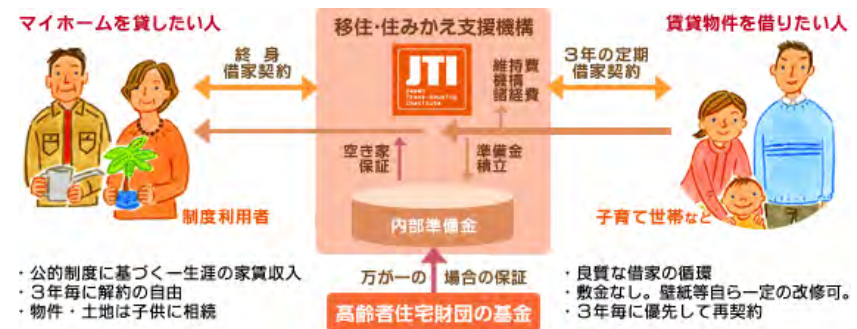 マイホームを貸したい人
移住・住みかえ支援機構
賃貸物件を借りたい人
終身
借家契約
JTI
Japan
Trans-housing
Institute
維持費
機構
諸経費
3年の定期
借家契約
空き家
保証
準備金
積立
制度利用者
内部準備金
子育て世帯など
・公的制度に基づく一生涯の家賃収入
・3年毎に解約の自由
・物件・土地は子供に相続
万が一の 場合の保証
高齢者住宅財団の基金
・良質な借家の循環
・敷金なし。壁紙等自ら一定の改修可。
・3年毎に優先して再契約